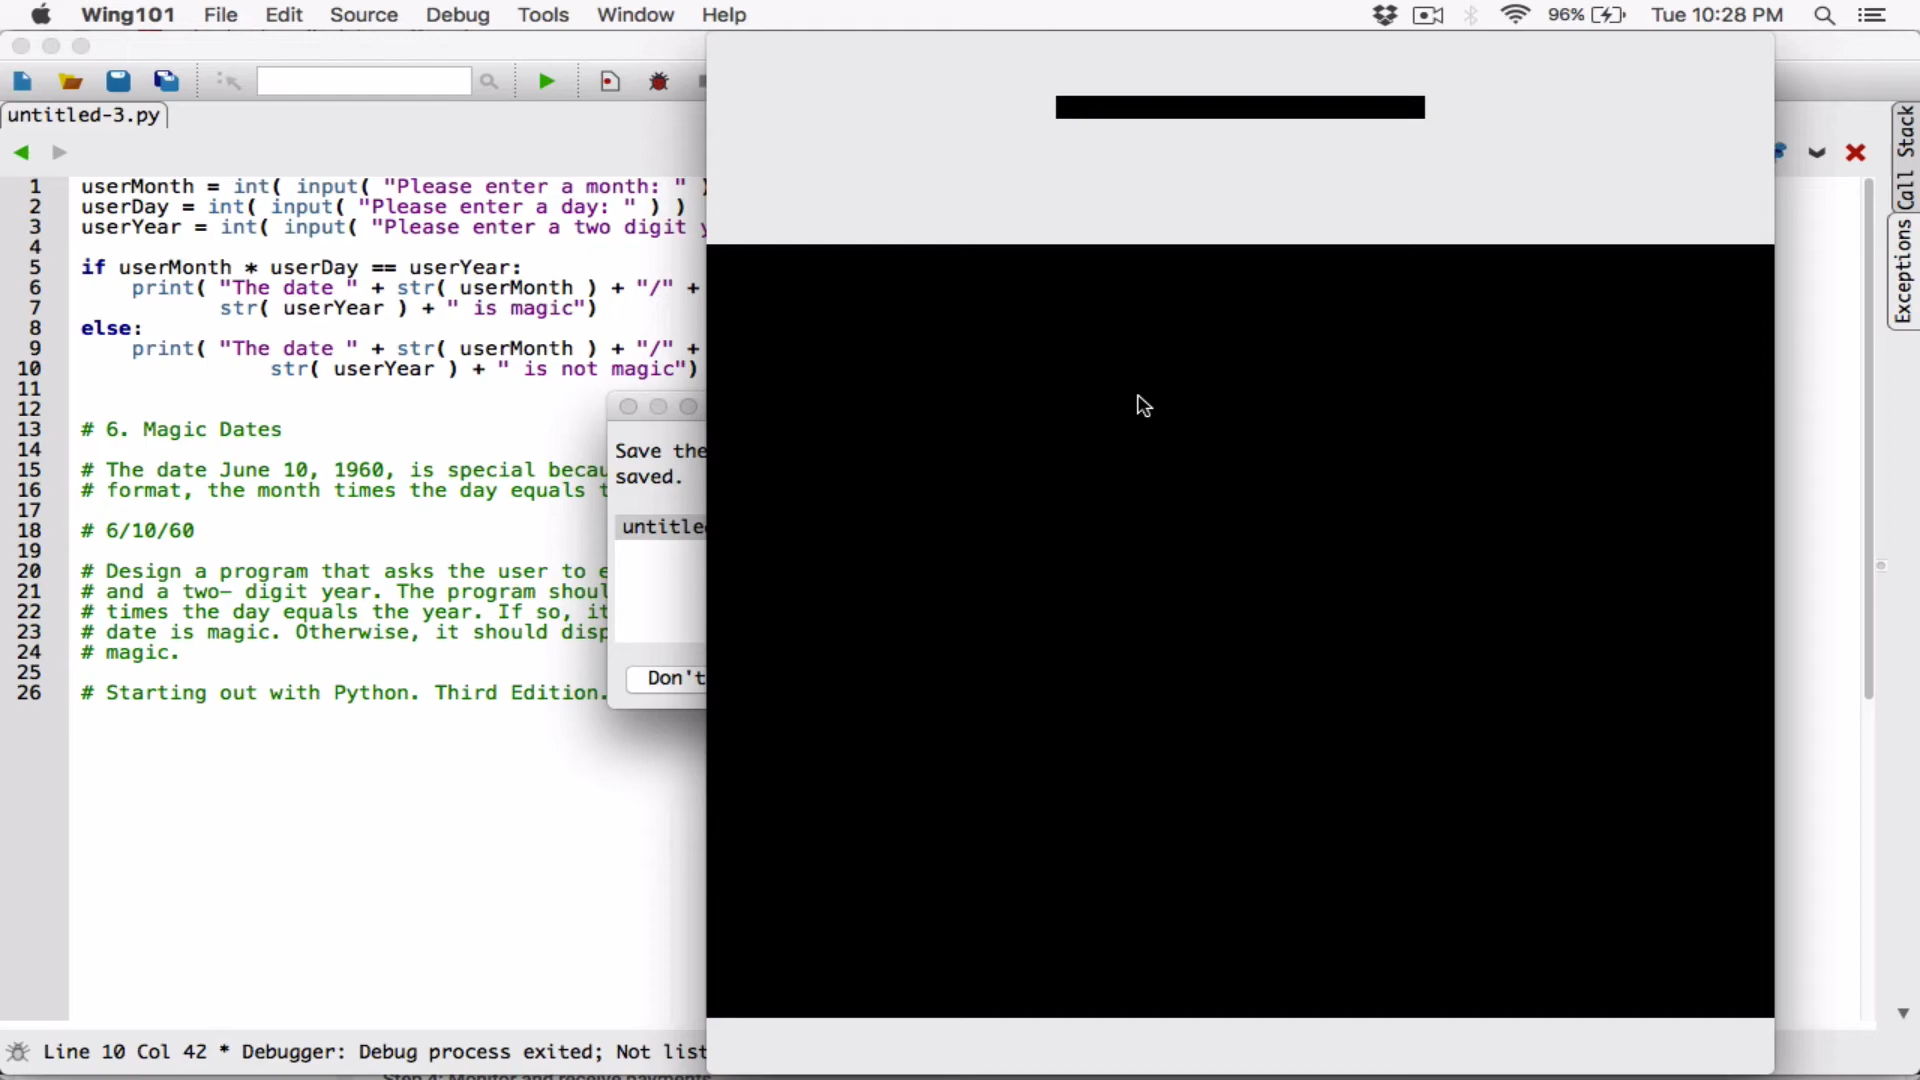 Wing101 File Edit Source Debug Tools Window Help 96% Tue 10:28 PM
untitled-3.py
1 userMonth = int( input( "Please enter a month: " )
2 userDay = int( input( "Please enter a day: " ) )
3 userYear = int( input( "Please enter a two digit
4
5 if userMonth * userDay == userYear:
6 print( "The date " + str( userMonth ) + "/" +
7 str( userYear ) + " is magic")
8 else:
9 print( "The date " + str( userMonth ) + "/" +
10 str( userYear ) + " is not magic")
11
12
13 # 6. Magic Dates
14
15 # The date June 10, 1960, is special
16 # format, the month times the day equals
17
18 # 6/10/60
19
20 # Design a program that asks the user to
21 # and a two- digit year. The program
22 # times the day equals the year. If so,
23 # date is magic. Otherwise, it should
24 # magic.
25
26 # Starting out with Python. Third Edition.
Save the
saved.
Don't
Call Stack
Exceptions
Line 10 Col 42 * Debugger: Debug process exited; Not
Step 4: Monitor and receive payments